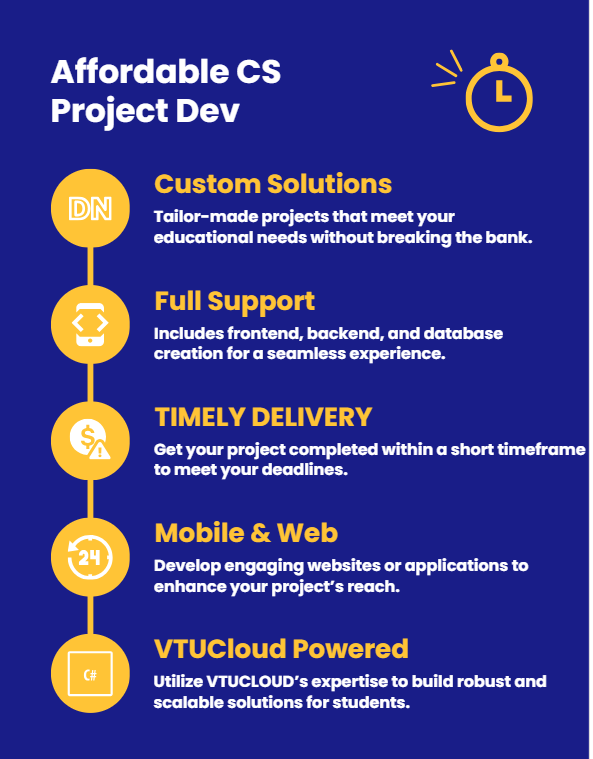 Affordable CS
Project Dev
DN
Custom Solutions
Tailor-made projects that meet your
educational needs without breaking the bank.
Full Support
Includes frontend, backend, and database
creation for a seamless experience.
$
TIMELY DELIVERY
Get your project completed within a short timeframe
to meet your deadlines.
24
Mobile & Web
Develop engaging websites or applications to
enhance your project’s reach.
C#
VTUCloud Powered
Utilize VTUCLOUD’s expertise to build robust and
scalable solutions for students.